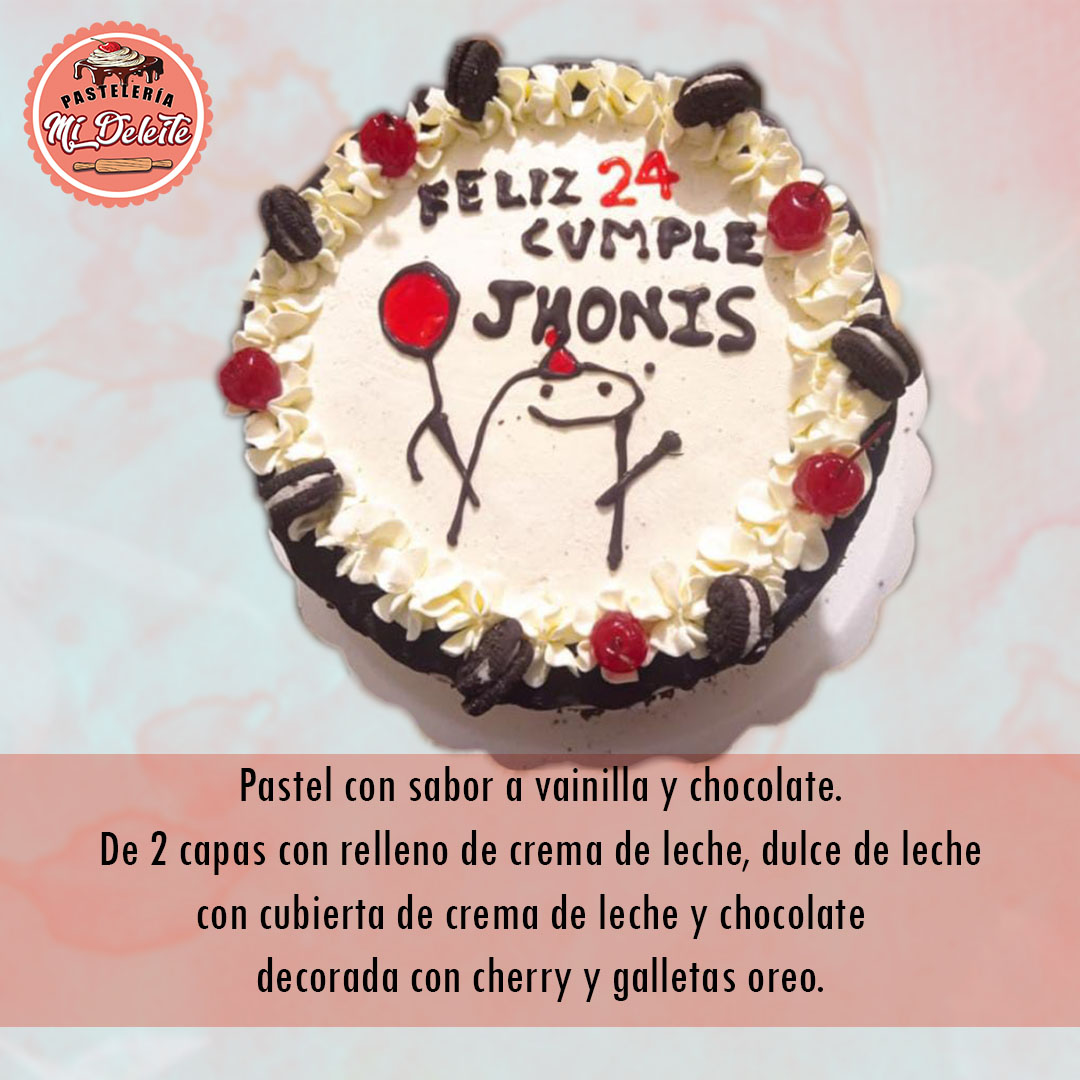 PASTELERÍA
Mi Deleite
FELIZ 24
CUMPLE
JHONIS
Pastel con sabor a vainilla y chocolate.
De 2 capas con relleno de crema de leche, dulce de leche
con cubierta de crema de leche y chocolate
decorada con cherry y galletas oreo.